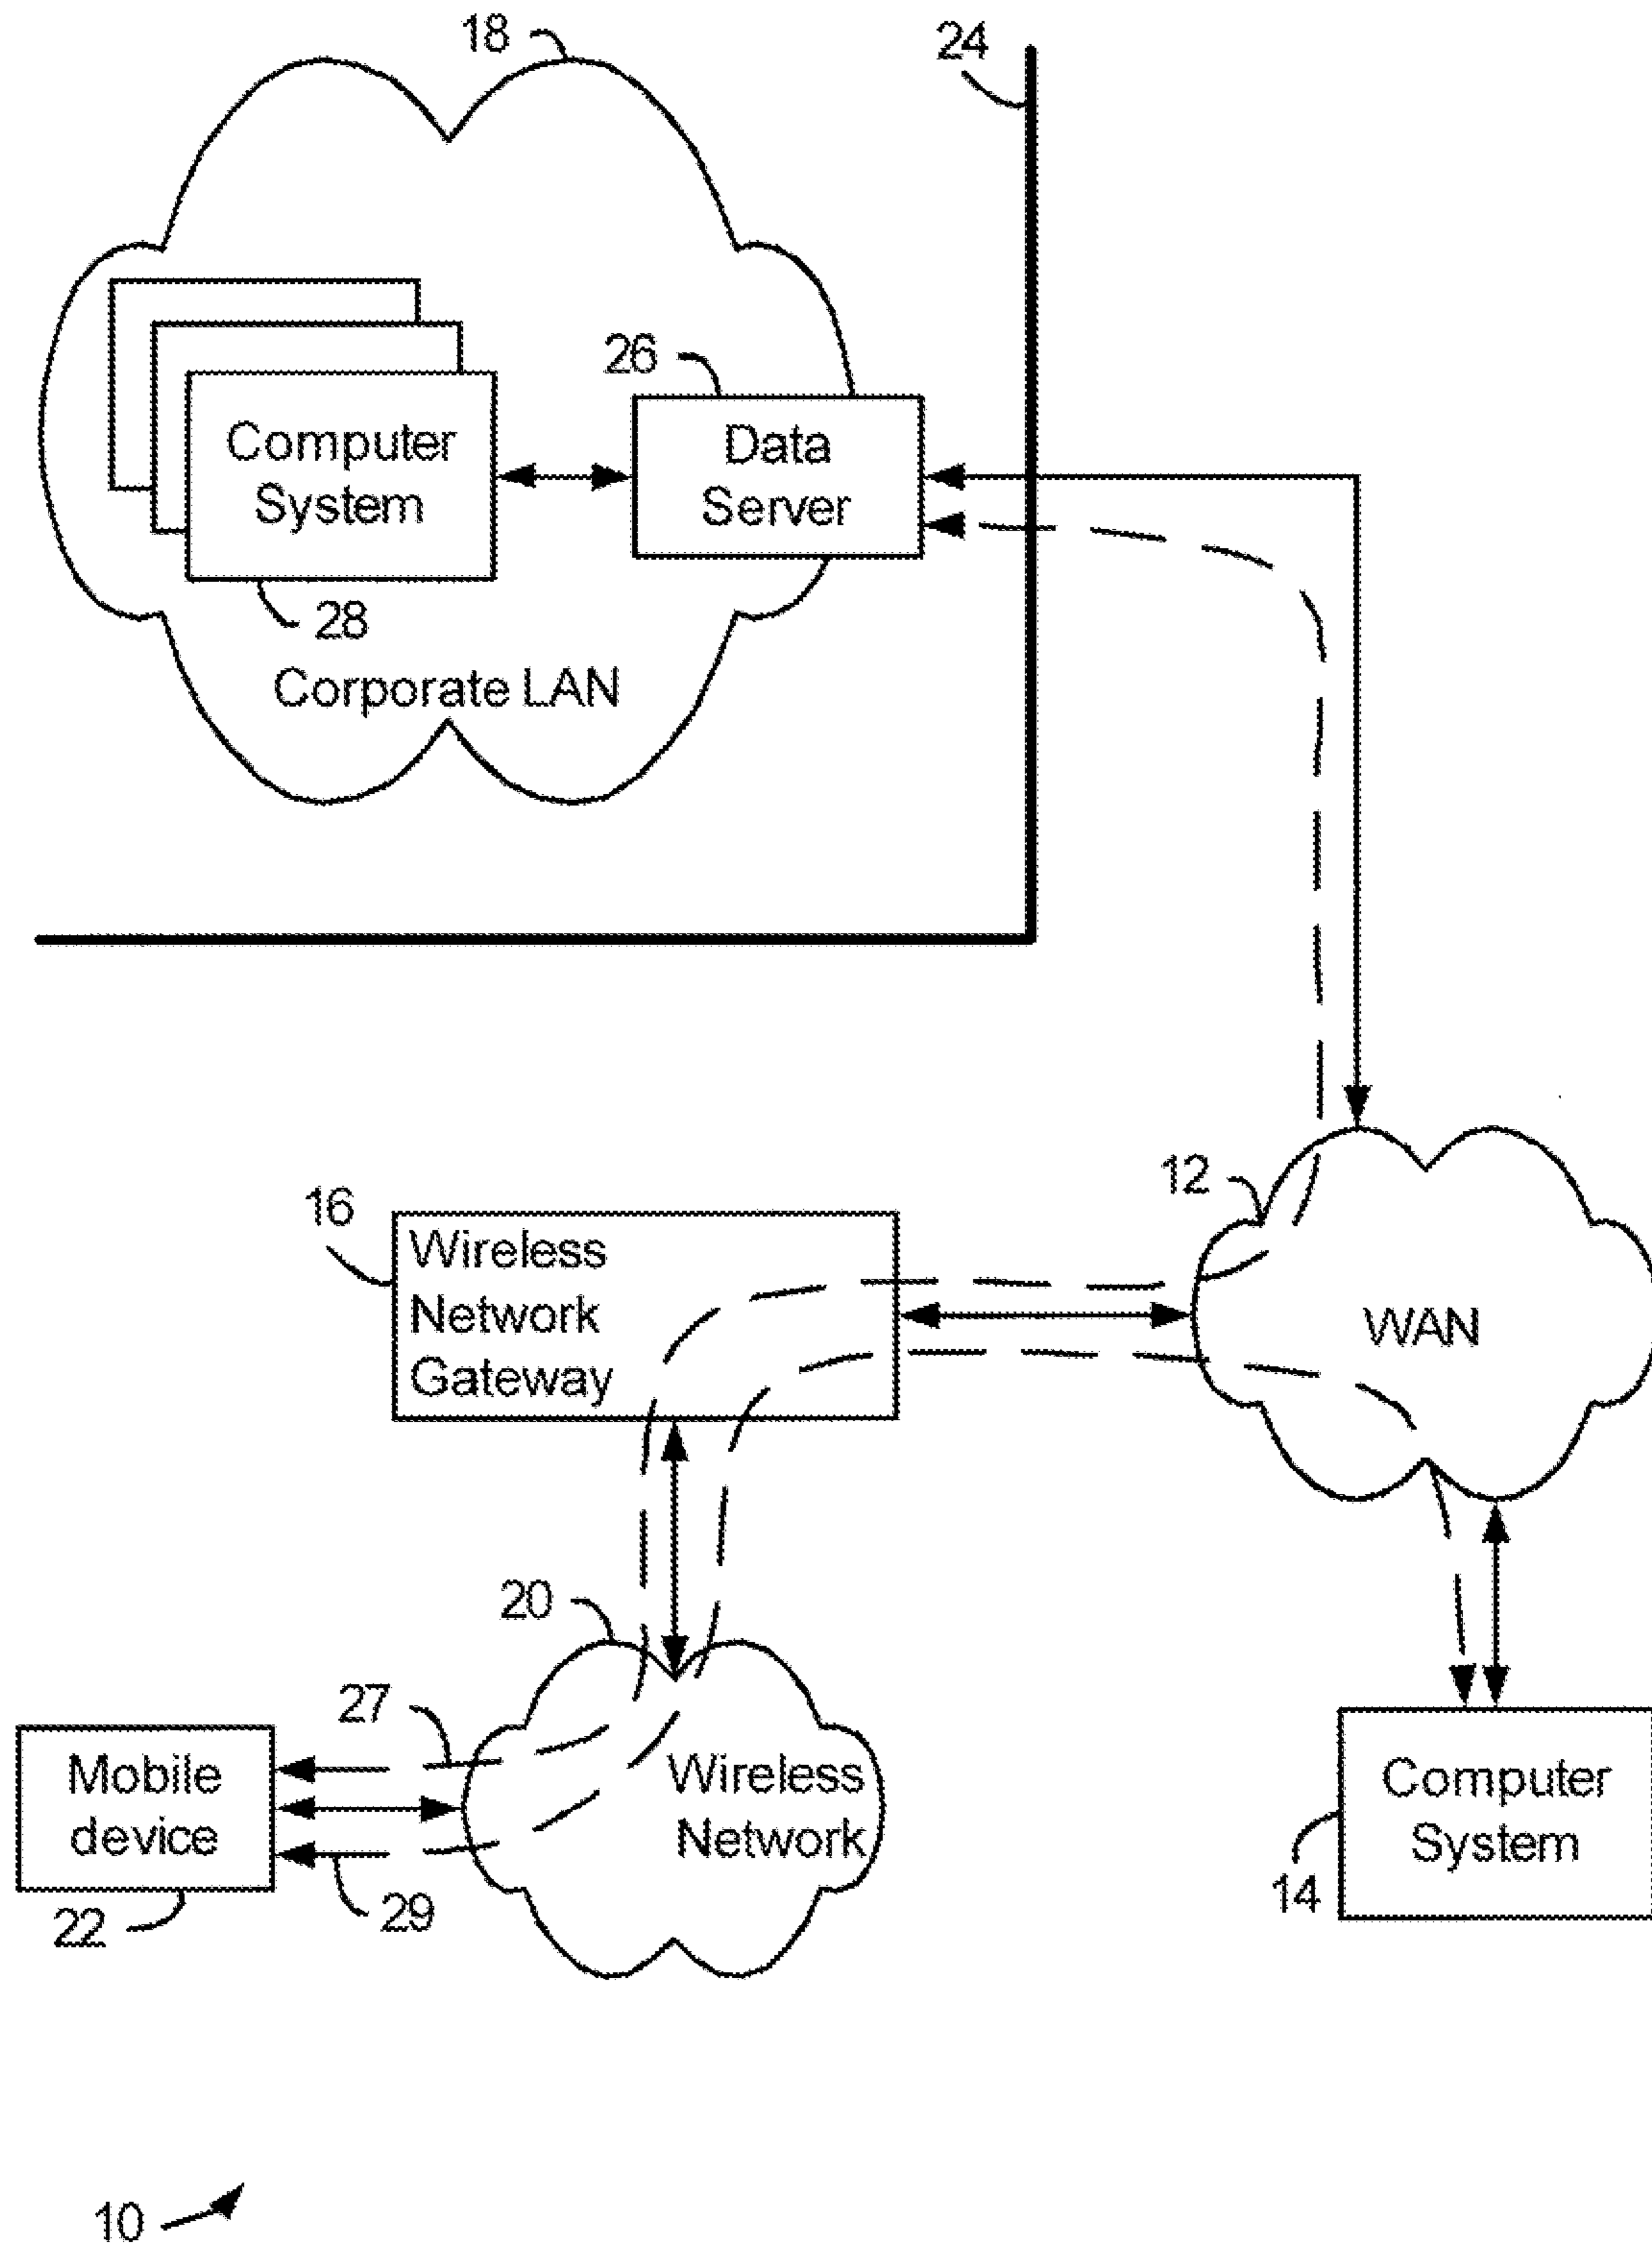 18
24
26
Computer
System
Data
Server
28
Corporate LAN
12
16
Wireless
Network
Gateway
WAN
20
27
Mobile
device
Wireless
Network
Computer
System
22
29
14
10